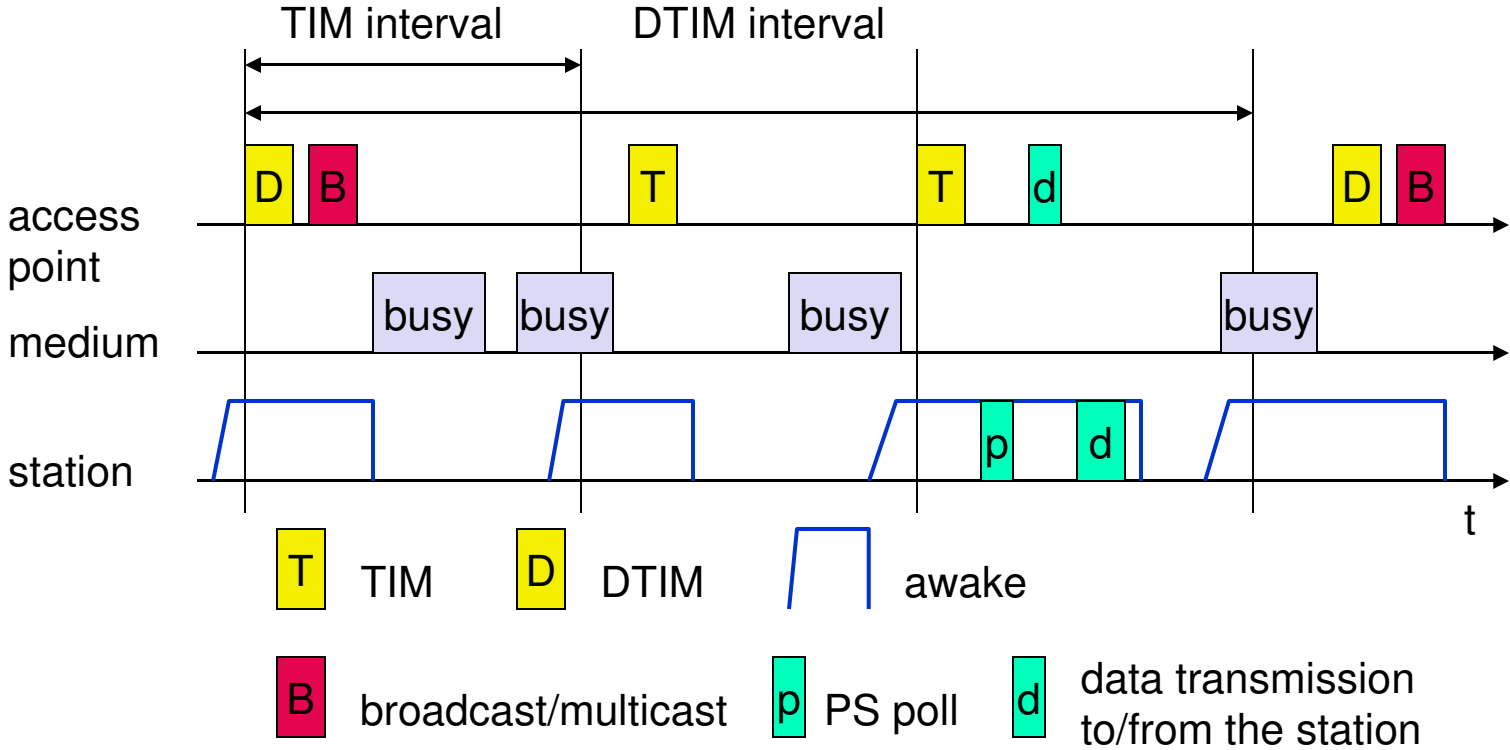 TIM interval DTIM interval
D B T T d D B
access
point
busy busy busy busy
medium
p d
station
t
T TIM D DTIM awake
B broadcast/multicast p PS poll d data transmission
to/from the station